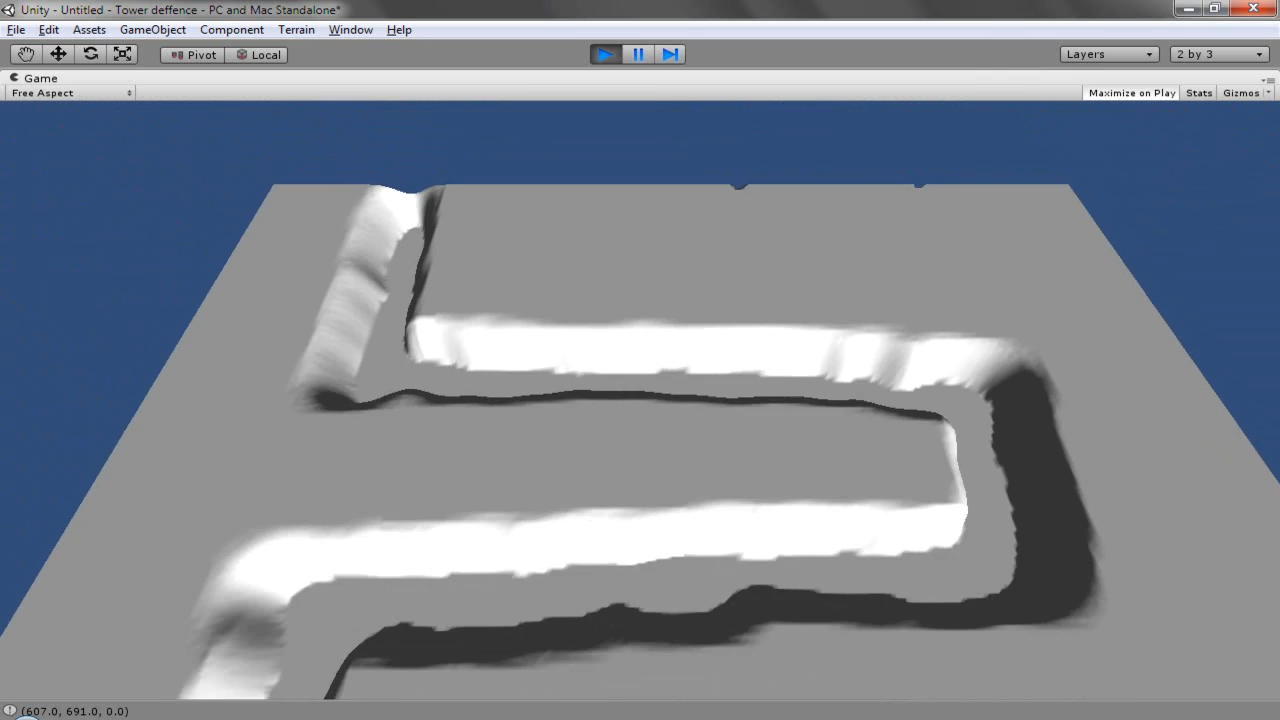 Unity - Untitled - Tower deffence - PC and Mac Standalone*
File Edit Assets GameObject Component Terrain Window Help
Pivot Local Layers 2 by 3
Game
Free Aspect Maximize on Play Stats Gizmos
(607.0, 691.0, 0.0)